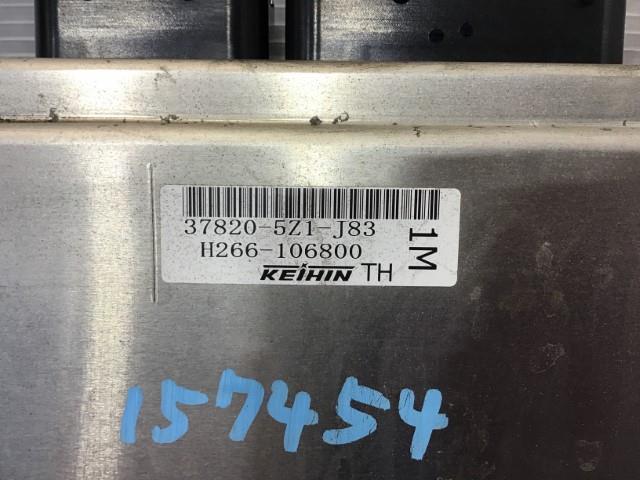 37820-5Z1-J83
H266-106800
KEIHIN TH
1M
157454